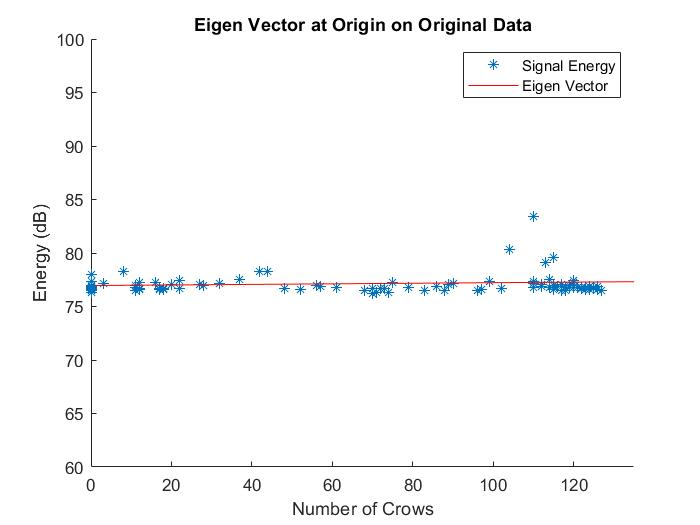 Eigen Vector at Origin on Original Data
100
95
90
85
80
75
70
65
60
Energy (dB)
Signal Energy
Eigen Vector
0 20 40 60 80 100 120
Number of Crows